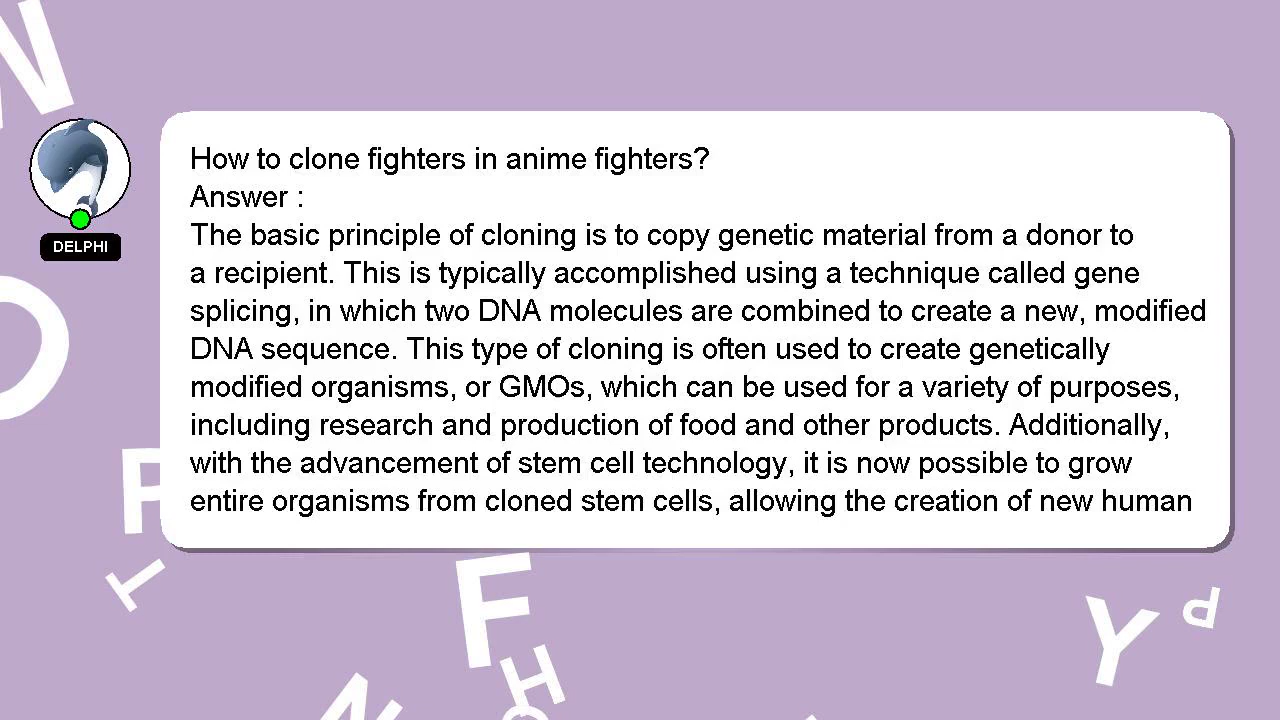 DELPHI
How to clone fighters in anime fighters?
Answer :
The basic principle of cloning is to copy genetic material from a donor to
a recipient. This is typically accomplished using a technique called gene
splicing, in which two DNA molecules are combined to create a new, modified
DNA sequence. This type of cloning is often used to create genetically
modified organisms, or GMOs, which can be used for a variety of purposes,
including research and production of food and other products. Additionally,
with the advancement of stem cell technology, it is now possible to grow
entire organisms from cloned stem cells, allowing the creation of new human
F
H
Y
P
T
N